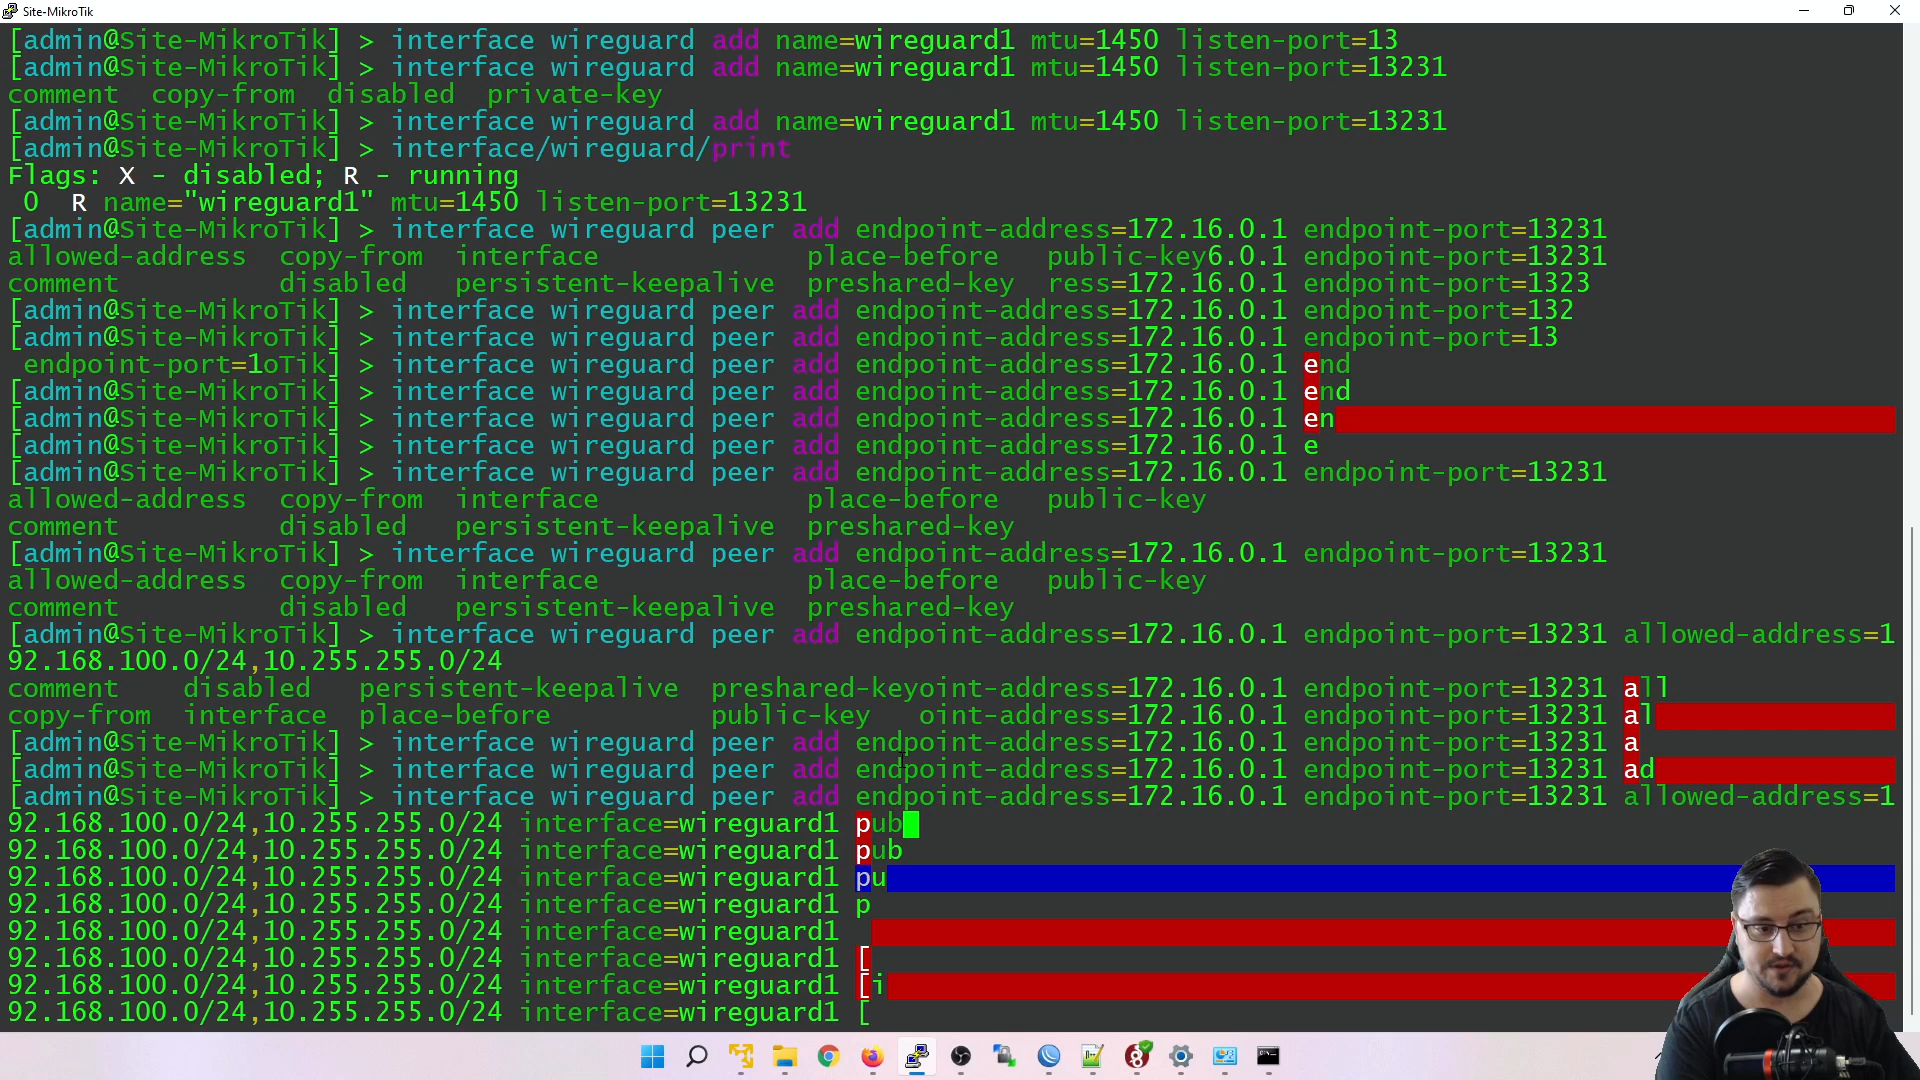 Site-MikroTik
[admin@Site-MikroTik] > interface wireguard add name=wireguard1 mtu=1450 listen-port=13
[admin@Site-MikroTik] > interface wireguard add name=wireguard1 mtu=1450 listen-port=13231
comment  copy-from  disabled  private-key
[admin@Site-MikroTik] > interface wireguard add name=wireguard1 mtu=1450 listen-port=13231
[admin@Site-MikroTik] > interface/wireguard/print
Flags: X - disabled; R - running
 0  R name="wireguard1" mtu=1450 listen-port=13231
[admin@Site-MikroTik] > interface wireguard peer add endpoint-address=172.16.0.1 endpoint-port=13231
allowed-address  copy-from  interface             place-before   public-key6.0.1 endpoint-port=13231
comment          disabled   persistent-keepalive  preshared-key  ress=172.16.0.1 endpoint-port=1323
[admin@Site-MikroTik] > interface wireguard peer add endpoint-address=172.16.0.1 endpoint-port=132
[admin@Site-MikroTik] > interface wireguard peer add endpoint-address=172.16.0.1 endpoint-port=13
 endpoint-port=1oTik] > interface wireguard peer add endpoint-address=172.16.0.1 end
[admin@Site-MikroTik] > interface wireguard peer add endpoint-address=172.16.0.1 end
[admin@Site-MikroTik] > interface wireguard peer add endpoint-address=172.16.0.1 en
[admin@Site-MikroTik] > interface wireguard peer add endpoint-address=172.16.0.1 e
[admin@Site-MikroTik] > interface wireguard peer add endpoint-address=172.16.0.1 endpoint-port=13231
allowed-address  copy-from  interface             place-before   public-key
comment          disabled   persistent-keepalive  preshared-key
[admin@Site-MikroTik] > interface wireguard peer add endpoint-address=172.16.0.1 endpoint-port=13231
allowed-address  copy-from  interface             place-before   public-key
comment          disabled   persistent-keepalive  preshared-key
[admin@Site-MikroTik] > interface wireguard peer add endpoint-address=172.16.0.1 endpoint-port=13231 allowed-address=1
92.168.100.0/24,10.255.255.0/24
comment    disabled   persistent-keepalive  preshared-keyoint-address=172.16.0.1 endpoint-port=13231 all
copy-from  interface  place-before          public-key   oint-address=172.16.0.1 endpoint-port=13231 al
[admin@Site-MikroTik] > interface wireguard peer add endpoint-address=172.16.0.1 endpoint-port=13231 a
[admin@Site-MikroTik] > interface wireguard peer add endpoint-address=172.16.0.1 endpoint-port=13231 ad
[admin@Site-MikroTik] > interface wireguard peer add endpoint-address=172.16.0.1 endpoint-port=13231 allowed-address=1
92.168.100.0/24,10.255.255.0/24 interface=wireguard1 pub
92.168.100.0/24,10.255.255.0/24 interface=wireguard1 pub
92.168.100.0/24,10.255.255.0/24 interface=wireguard1 pu
92.168.100.0/24,10.255.255.0/24 interface=wireguard1 p
92.168.100.0/24,10.255.255.0/24 interface=wireguard1
92.168.100.0/24,10.255.255.0/24 interface=wireguard1 [
92.168.100.0/24,10.255.255.0/24 interface=wireguard1 [i
92.168.100.0/24,10.255.255.0/24 interface=wireguard1 [